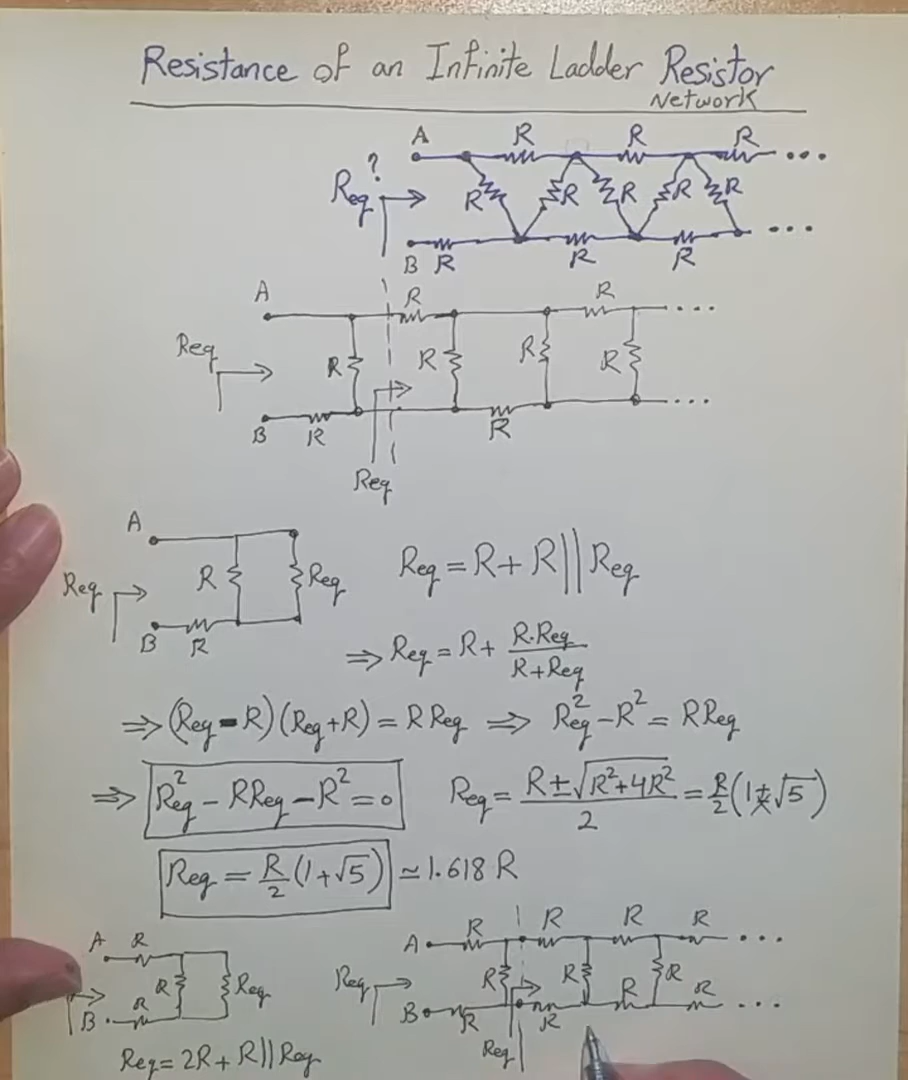 Resistance of an Infinite Ladder Resistor
Network
A R R R ...
Req ? R R R R R
B R R R ...
A R R ...
Req R R R R
B R R ...
Req
A
Req R Req Req = R + R || Req
B R
⇒ Req = R + R.Req / R+Req
⇒ (Req - R) (Req + R) = R Req ⇒ Req² - R² = R Req
⇒ Req² - RReq - R² = 0 Req = R ± √R²+4R² / 2 = R/2 (1 ± √5)
Req = R/2 (1 + √5) ≃ 1.618 R
A R A R R R R ...
R Req Req R R R
B R B R R R R ...
Req = 2R + R || Req Req